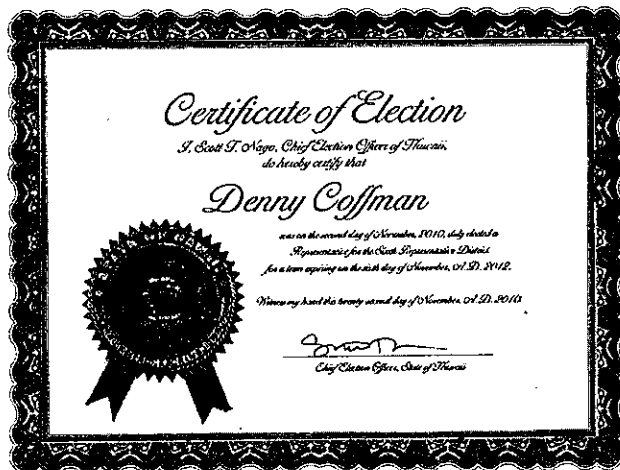 Certificate of Election
I, Scott T. Nago, Chief Election Officer of Hawaii,
do hereby certify that
Denny Coffman
was on the second day of November, 2010, duly elected a
Representative for the Sixth Representative District
for a term expiring on the sixth day of November, A.D. 2012.
Witness my hand this twenty second day of November, A.D. 2010
Chief Election Officer, State of Hawaii